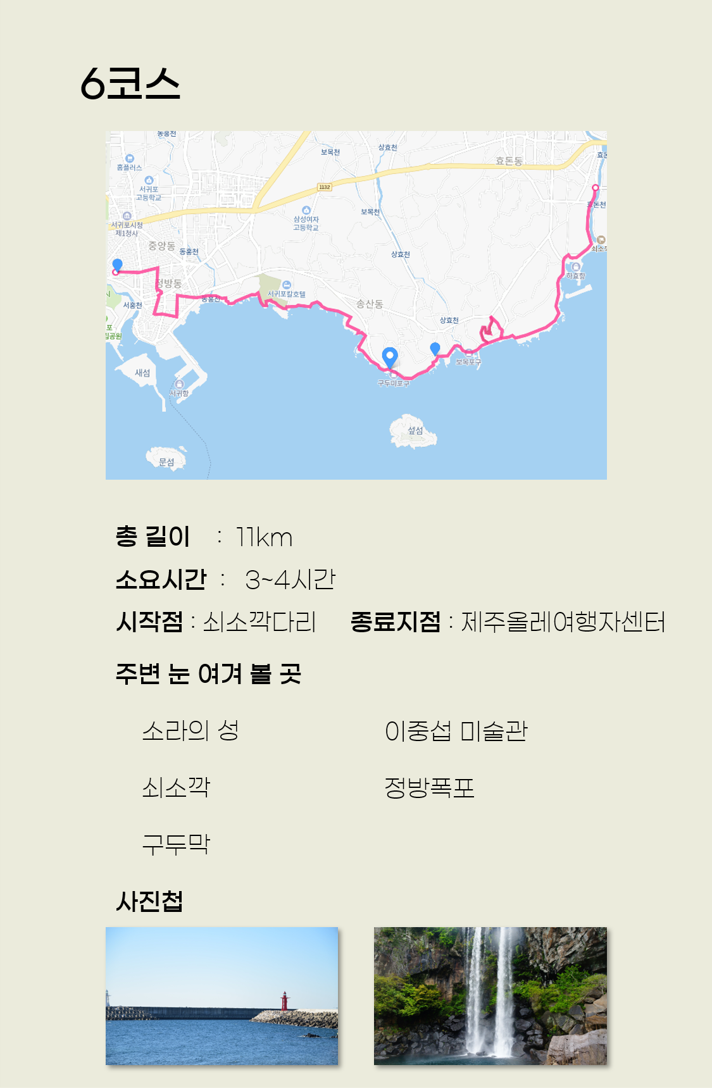 6코스
동홍천
보목천
상효천
효돈동
홈플러스
서귀포
고등학교
1132
삼성여자
고등학교
보목천
서귀포시청
제1청사
중앙동
동홍천
상효천
정방동
서귀포칼호텔
송산동
하효항
서홍천
동홍천
상효천
보목포구
구두미포구
새섬
서귀항
섶섬
문섬
총 길이 : 11km
소요시간 : 3~4시간
시작점 : 쇠소깍다리 종료지점 : 제주올레여행자센터
주변 눈 여겨 볼 곳
소라의 성 이중섭 미술관
쇠소깍 정방폭포
구두막
사진첩